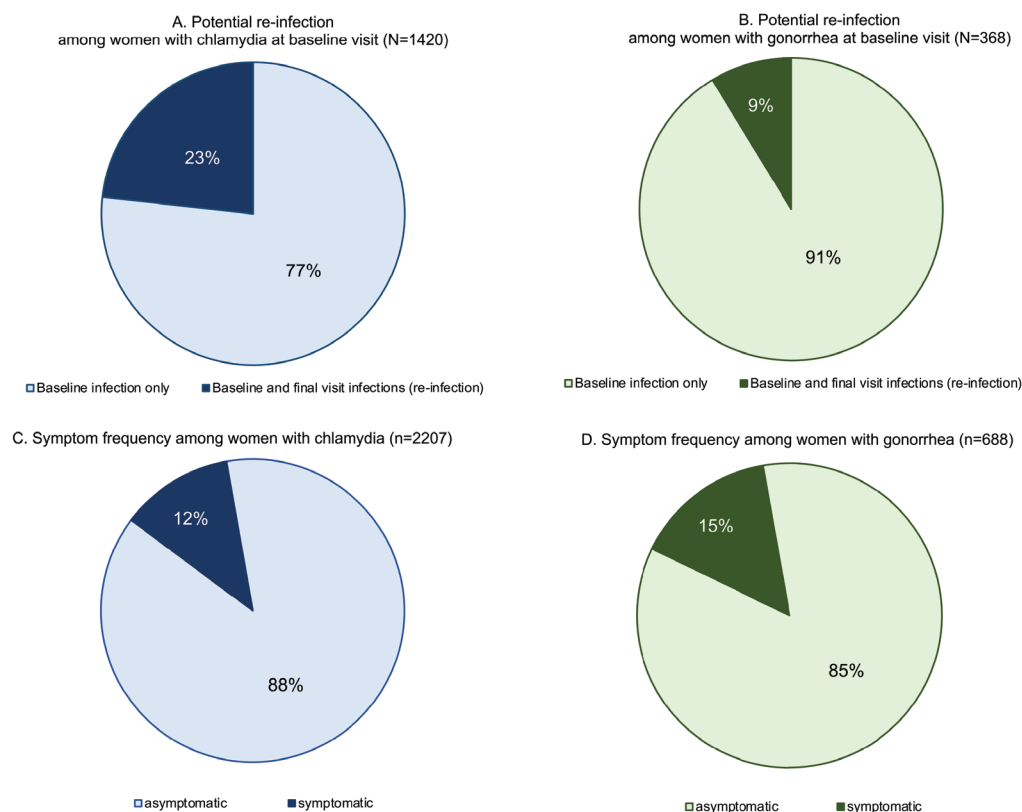 A. Potential re-infection
among women with chlamydia at baseline visit (N=1420)
23%
77%
Baseline infection only
Baseline and final visit infections (re-infection)
B. Potential re-infection
among women with gonorrhea at baseline visit (N=368)
9%
91%
Baseline infection only
Baseline and final visit infections (re-infection)
C. Symptom frequency among women with chlamydia (n=2207)
12%
88%
asymptomatic
symptomatic
D. Symptom frequency among women with gonorrhea (n=688)
15%
85%
asymptomatic
symptomatic